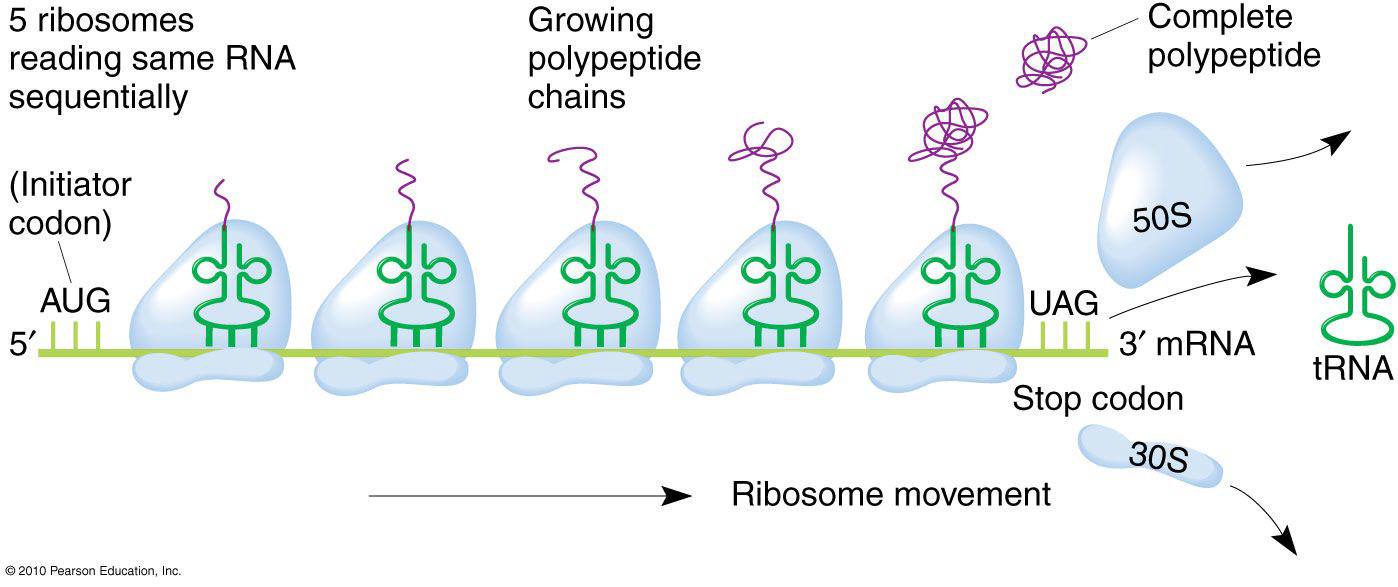 5 ribosomes
reading same RNA
sequentially
Growing
polypeptide
chains
Complete
polypeptide
(Initiator
codon)
AUG
5′
50S
UAG
3′ mRNA
tRNA
Stop codon
30S
Ribosome movement
© 2010 Pearson Education, Inc.